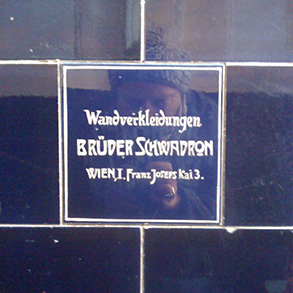 Wandverkleidungen
BRÜDER SCHWADRON
WIEN, I. FRANZ JOSEFS KAI 3.